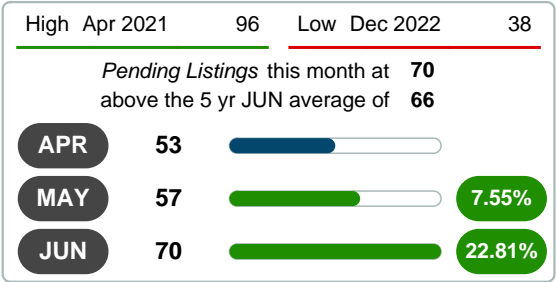 High Apr 2021 96 Low Dec 2022 38
Pending Listings this month at 70
above the 5 yr JUN average of 66
APR 53
MAY 57 7.55%
JUN 70 22.81%